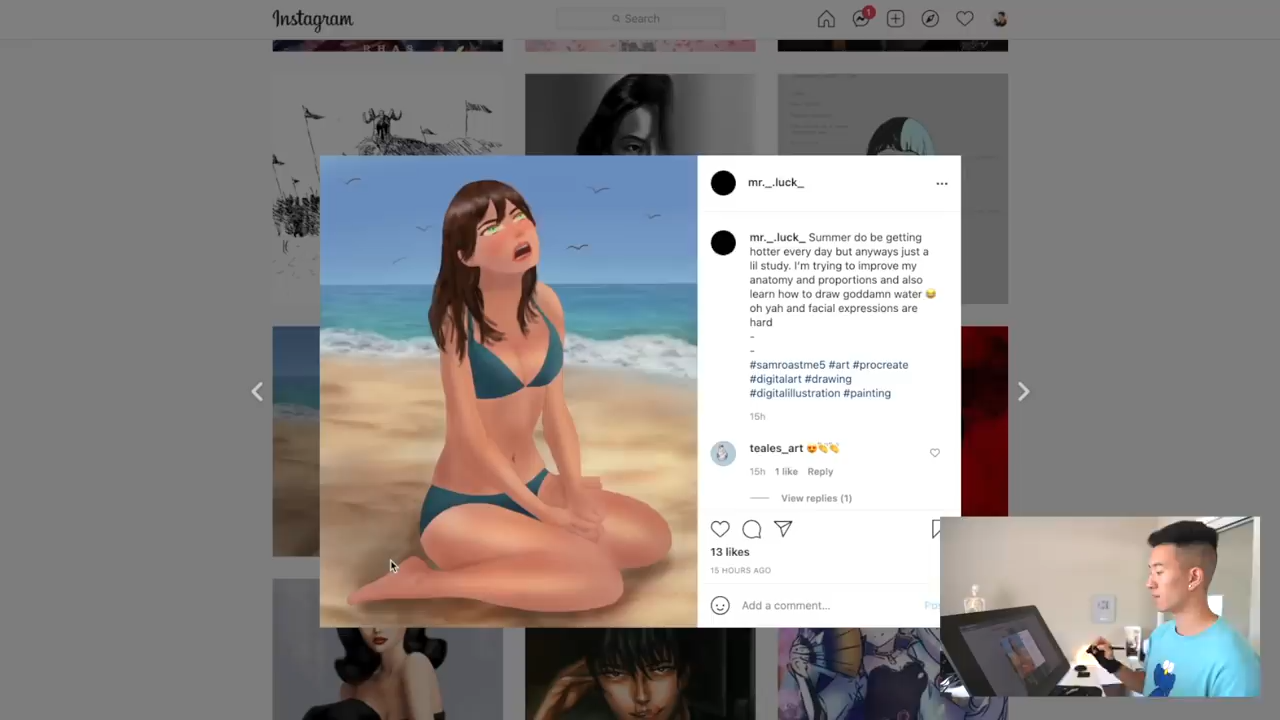 Instagram
Search
1
RHAS
mr._.luck_
mr._.luck_ Summer do be getting
hotter every day but anyways just a
lil study. I'm trying to improve my
anatomy and proportions and also
learn how to draw goddamn water 😂
oh yah and facial expressions are
hard
-
-
#samroastme5 #art #procreate
#digitalart #drawing
#digitalillustration #painting
15h
teales_art 😍👏👏
15h 1 like Reply
View replies (1)
13 likes
15 HOURS AGO
Add a comment...